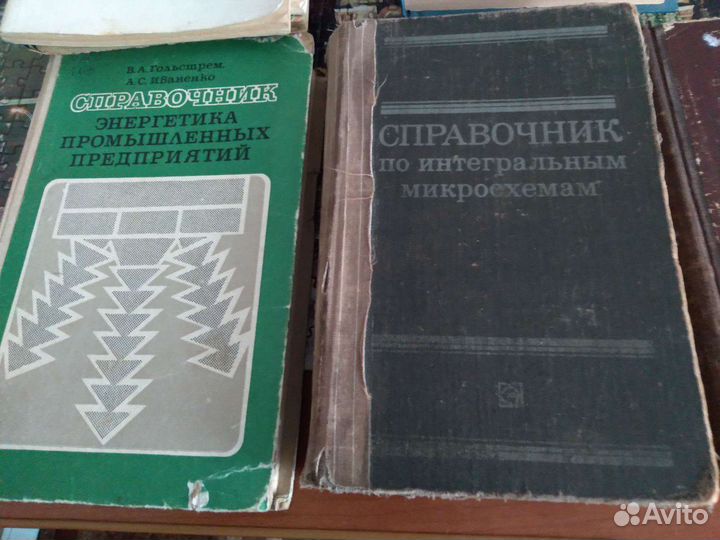 В.А.Гольстрем,
А.С.Иваненко
СПРАВОЧНИК
ЭНЕРГЕТИКА
ПРОМЫШЛЕННЫХ
ПРЕДПРИЯТИЙ
СПРАВОЧНИК
по интегральным
микросхемам
Avito